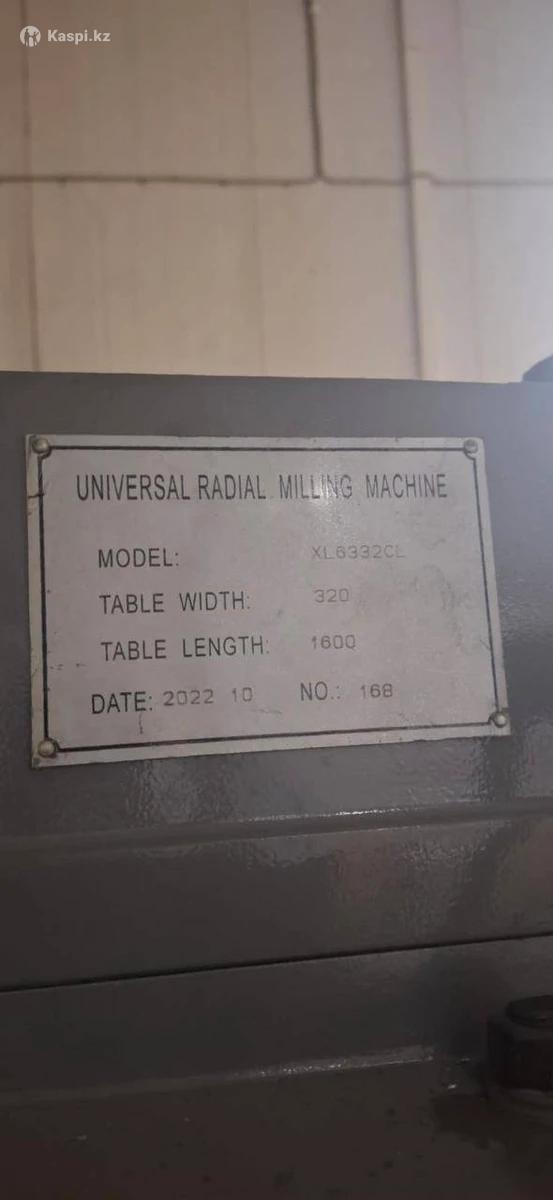 Kaspi.kz
UNIVERSAL RADIAL MILLING MACHINE
MODEL: XL6332CL
TABLE WIDTH: 320
TABLE LENGTH: 1600
DATE: 2022 10 NO.: 168